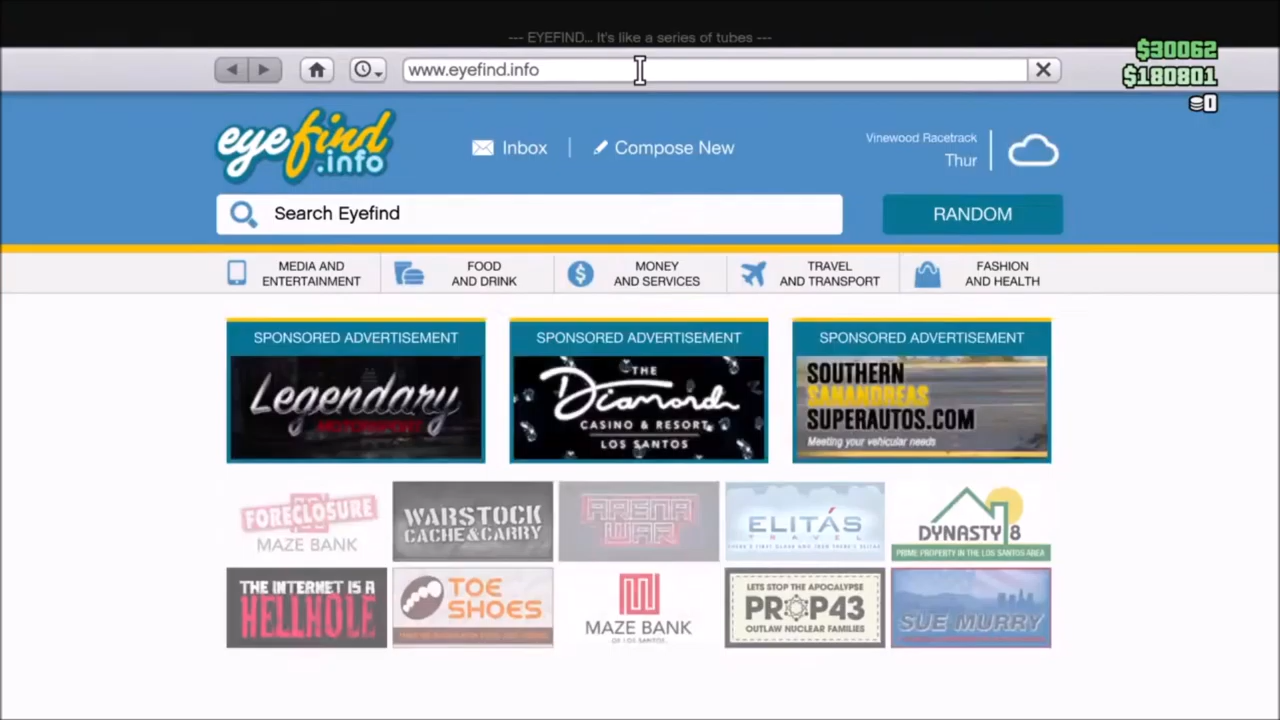 --- EYEFIND... It's like a series of tubes ---
$30062
www.eyefind.info
$180801
0
eyefind
.info
Inbox
Compose New
Vinewood Racetrack
Thur
Search Eyefind
RANDOM
MEDIA AND
ENTERTAINMENT
FOOD
AND DRINK
MONEY
AND SERVICES
TRAVEL
AND TRANSPORT
FASHION
AND HEALTH
SPONSORED ADVERTISEMENT
Legendary
MOTORSPORT
SPONSORED ADVERTISEMENT
THE
Diamond
CASINO & RESORT
LOS SANTOS
SPONSORED ADVERTISEMENT
SOUTHERN
SANANDREAS
SUPERAUTOS.COM
Meeting your vehicular needs
FORECLOSURE
MAZE BANK
WARSTOCK
CACHE&CARRY
ARENA
WAR
ELITÁS
TRAVEL
DYNASTY 8
PRIME PROPERTY IN THE LOS SANTOS AREA
THE INTERNET IS A
HELLHOLE
TOE
SHOES
MAZE BANK
OF LOS SANTOS
LETS STOP THE APOCALYPSE
PROP43
OUTLAW NUCLEAR FAMILIES
SUE MURRY